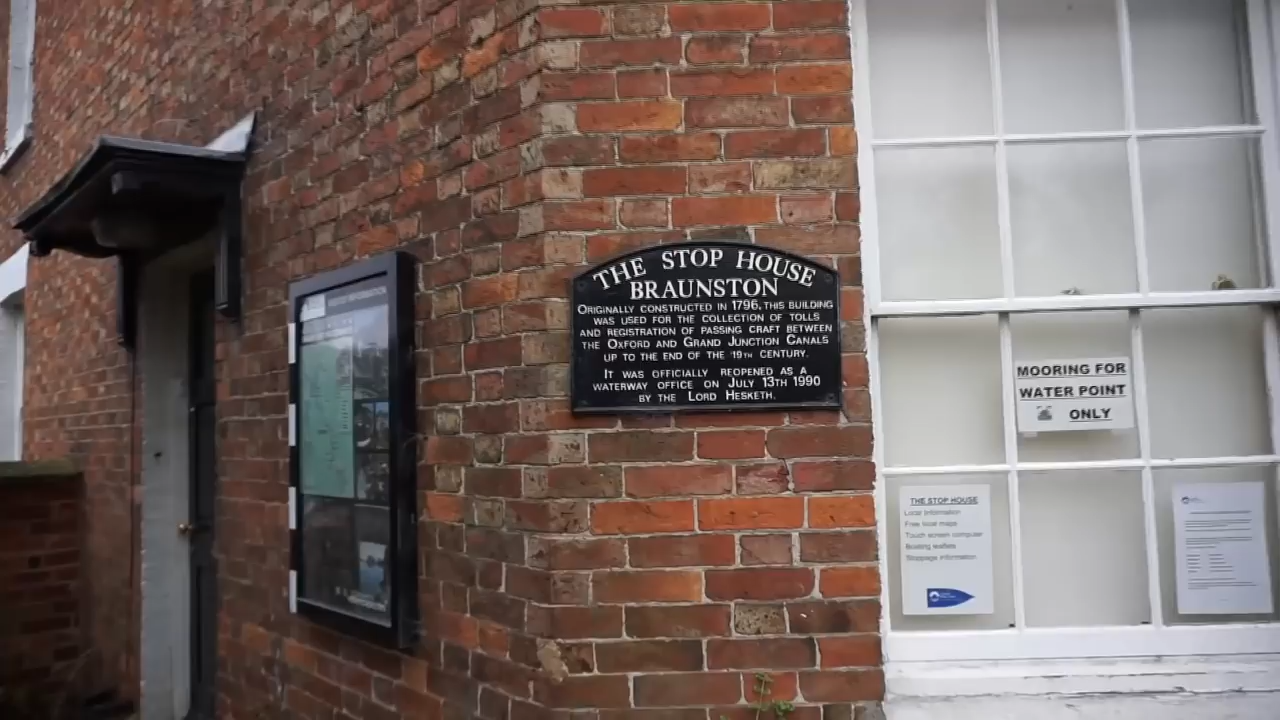 THE STOP HOUSE
BRAUNSTON
ORIGINALLY CONSTRUCTED IN 1796, THIS BUILDING
WAS USED FOR THE COLLECTION OF TOLLS
AND REGISTRATION OF PASSING CRAFT BETWEEN
THE OXFORD AND GRAND JUNCTION CANALS
UP TO THE END OF THE 19TH CENTURY.
IT WAS OFFICIALLY REOPENED AS A
WATERWAY OFFICE ON JULY 13TH 1990
BY THE LORD HESKETH.
MOORING FOR
WATER POINT
ONLY
THE STOP HOUSE
Local information
Free local maps
Touch screen computer
Boating leaflets
Stoppage information